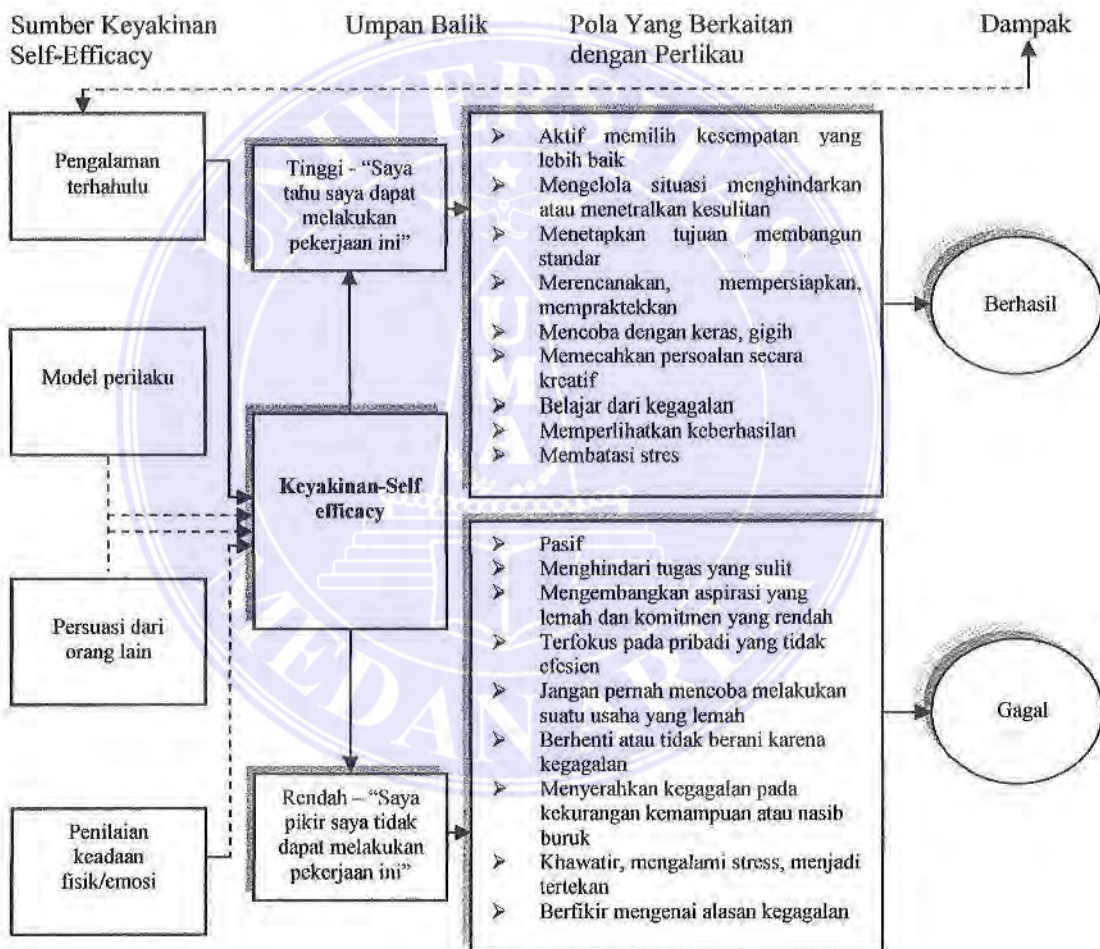 Sumber Keyakinan
Self-Efficacy
Umpan Balik
Pola Yang Berkaitan
dengan Perlikau
Dampak
Pengalaman
terhahulu
Model perilaku
Persuasi dari
orang lain
Penilaian
keadaan
fisik/emosi
Tinggi - “Saya
tahu saya dapat
melakukan
pekerjaan ini”
Keyakinan-Self
efficacy
Rendah – “Saya
pikir saya tidak
dapat melakukan
pekerjaan ini”
➢ Aktif memilih kesempatan yang
lebih baik
➢ Mengelola situasi menghindarkan
atau menetralkan kesulitan
➢ Menetapkan tujuan membangun
standar
➢ Merencanakan, mempersiapkan,
mempraktekkan
➢ Mencoba dengan keras, gigih
➢ Memecahkan persoalan secara
kreatif
➢ Belajar dari kegagalan
➢ Memperlihatkan keberhasilan
➢ Membatasi stres
➢ Pasif
➢ Menghindari tugas yang sulit
➢ Mengembangkan aspirasi yang
lemah dan komitmen yang rendah
➢ Terfokus pada pribadi yang tidak
efesien
➢ Jangan pernah mencoba melakukan
suatu usaha yang lemah
➢ Berhenti atau tidak berani karena
kegagalan
➢ Menyerahkan kegagalan pada
kekurangan kemampuan atau nasib
buruk
➢ Khawatir, mengalami stress, menjadi
tertekan
➢ Berfikir mengenai alasan kegagalan
Berhasil
Gagal
UNIVERSITAS
UMA
MEDAN AREA